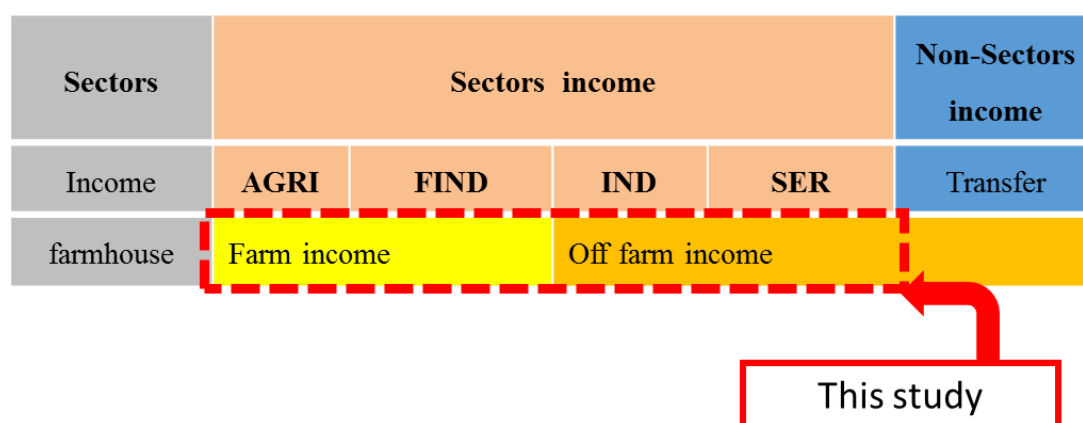 Sectors
Sectors income
Non-Sectors
income
Income
AGRI
FIND
IND
SER
Transfer
farmhouse
Farm income
Off farm income
This study